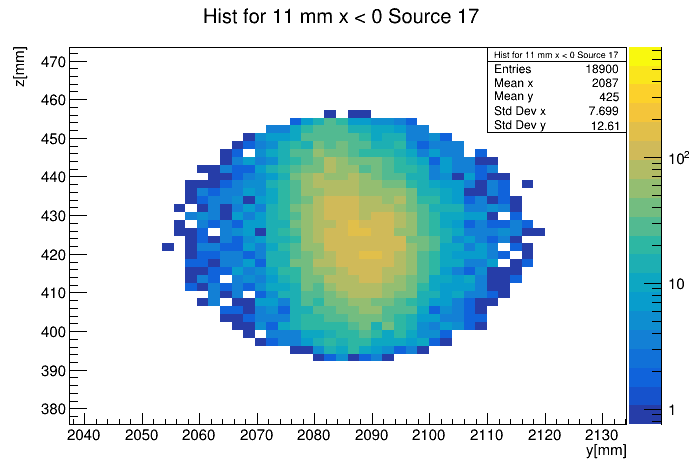 Hist for 11 mm x < 0 Source 17
z[mm]
Hist for 11 mm x < 0 Source 17
Entries 18900
Mean x 2087
Mean y 425
Std Dev x 7.699
Std Dev y 12.61
470
460
450
440
430
420
410
400
390
380
2040 2050 2060 2070 2080 2090 2100 2110 2120 2130
y[mm]
10²
10
1